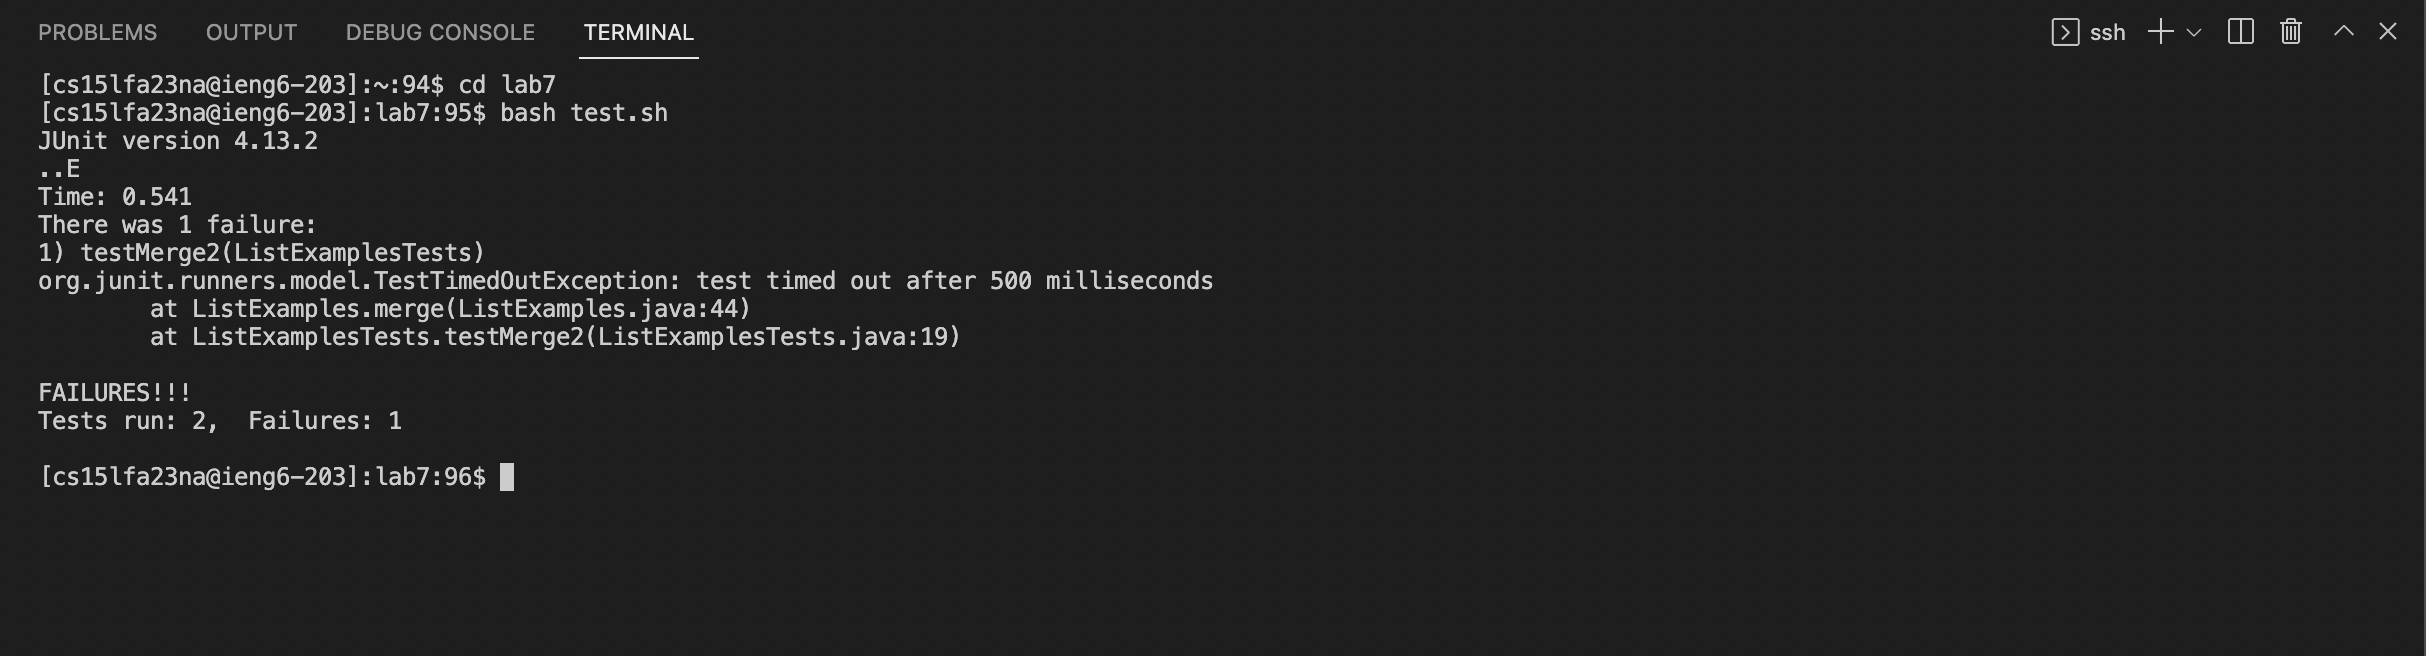 PROBLEMS OUTPUT DEBUG CONSOLE TERMINAL ssh
[cs15lfa23na@ieng6-203]:~:94$ cd lab7
[cs15lfa23na@ieng6-203]:lab7:95$ bash test.sh
JUnit version 4.13.2
..E
Time: 0.541
There was 1 failure:
1) testMerge2(ListExamplesTests)
org.junit.runners.model.TestTimedOutException: test timed out after 500 milliseconds
        at ListExamples.merge(ListExamples.java:44)
        at ListExamplesTests.testMerge2(ListExamplesTests.java:19)

FAILURES!!!
Tests run: 2,  Failures: 1

[cs15lfa23na@ieng6-203]:lab7:96$